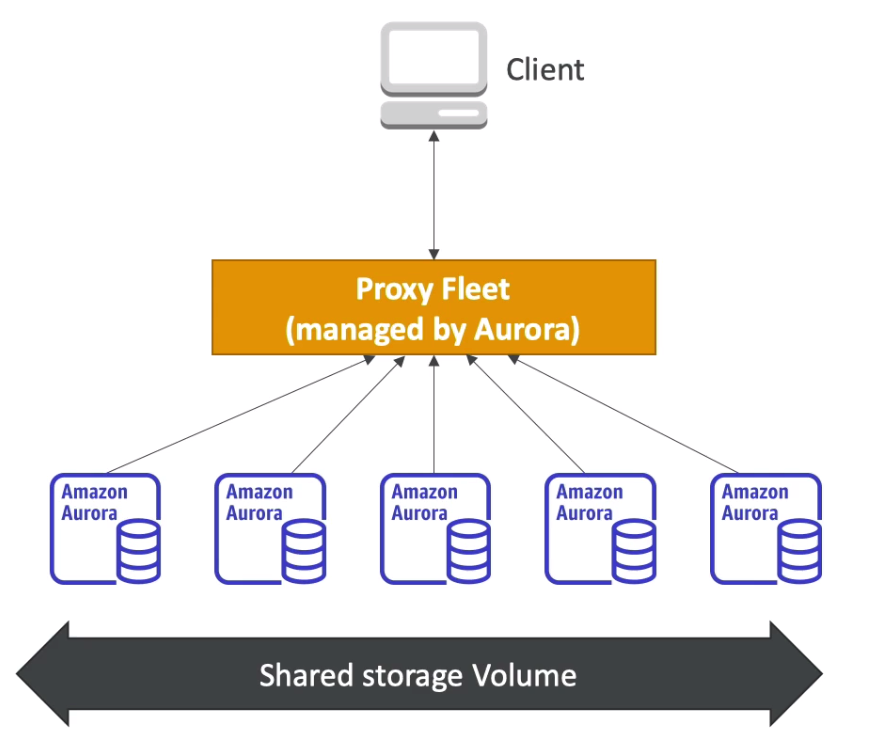 Client
Proxy Fleet
(managed by Aurora)
Amazon
Aurora
Amazon
Aurora
Amazon
Aurora
Amazon
Aurora
Amazon
Aurora
Shared storage Volume